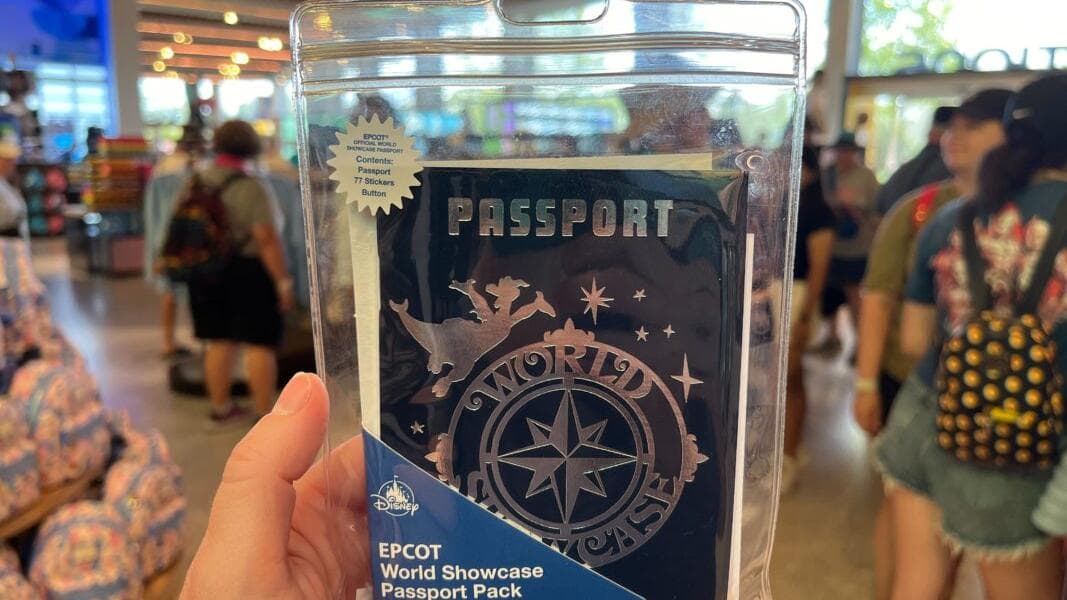 EPCOT®
OFFICIAL WORLD
SHOWCASE PASSPORT
Contents:
Passport
77 Stickers
Button
PASSPORT
WORLD
SHOWCASE
Disney
EPCOT
World Showcase
Passport Pack